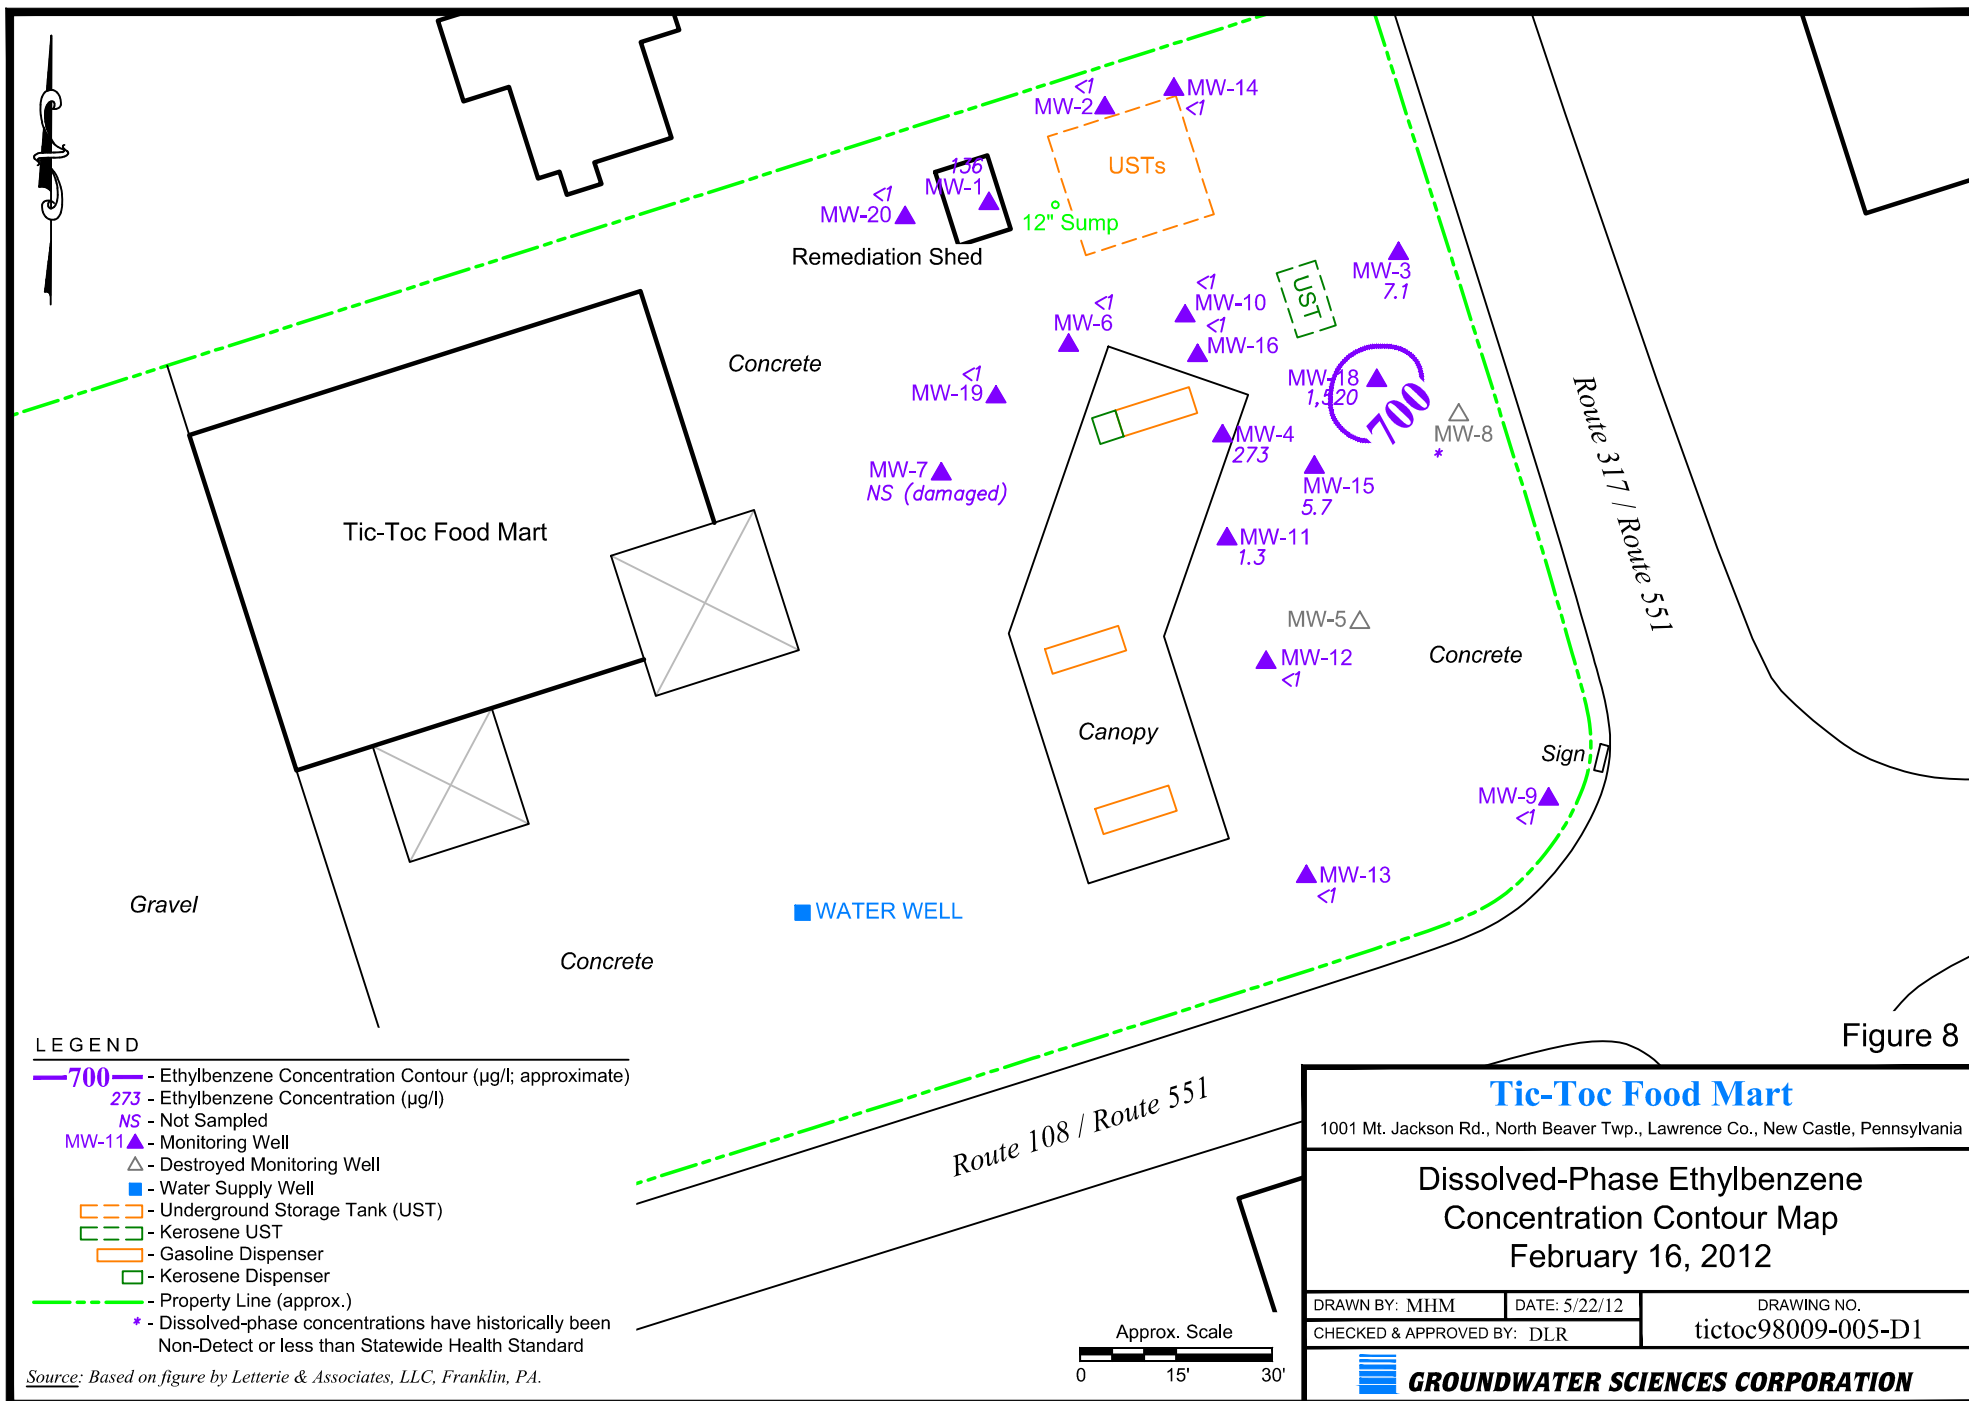 <1
MW-2
MW-14
<1
USTs
136
MW-1
<1
MW-20
12" Sump
Remediation Shed
MW-3
7.1
UST
<1
MW-10
<1
MW-16
<1
MW-6
Concrete
<1
MW-19
MW-18
1,520
700
MW-8
*
MW-4
273
MW-7
NS (damaged)
MW-15
5.7
Route 317 / Route 551
Tic-Toc Food Mart
MW-11
1.3
MW-5
MW-12
<1
Concrete
Canopy
Sign
MW-9
<1
MW-13
<1
Gravel
WATER WELL
Concrete
Route 108 / Route 551
LEGEND
700 - Ethylbenzene Concentration Contour (µg/l; approximate)
273 - Ethylbenzene Concentration (µg/l)
NS - Not Sampled
MW-11 - Monitoring Well
- Destroyed Monitoring Well
- Water Supply Well
- Underground Storage Tank (UST)
- Kerosene UST
- Gasoline Dispenser
- Kerosene Dispenser
- Property Line (approx.)
* - Dissolved-phase concentrations have historically been
Non-Detect or less than Statewide Health Standard
Source: Based on figure by Letterie & Associates, LLC, Franklin, PA.
Approx. Scale
0 15' 30'
Figure 8
Tic-Toc Food Mart
1001 Mt. Jackson Rd., North Beaver Twp., Lawrence Co., New Castle, Pennsylvania
Dissolved-Phase Ethylbenzene
Concentration Contour Map
February 16, 2012
DRAWN BY: MHM
DATE: 5/22/12
CHECKED & APPROVED BY: DLR
DRAWING NO.
tictoc98009-005-D1
GROUNDWATER SCIENCES CORPORATION